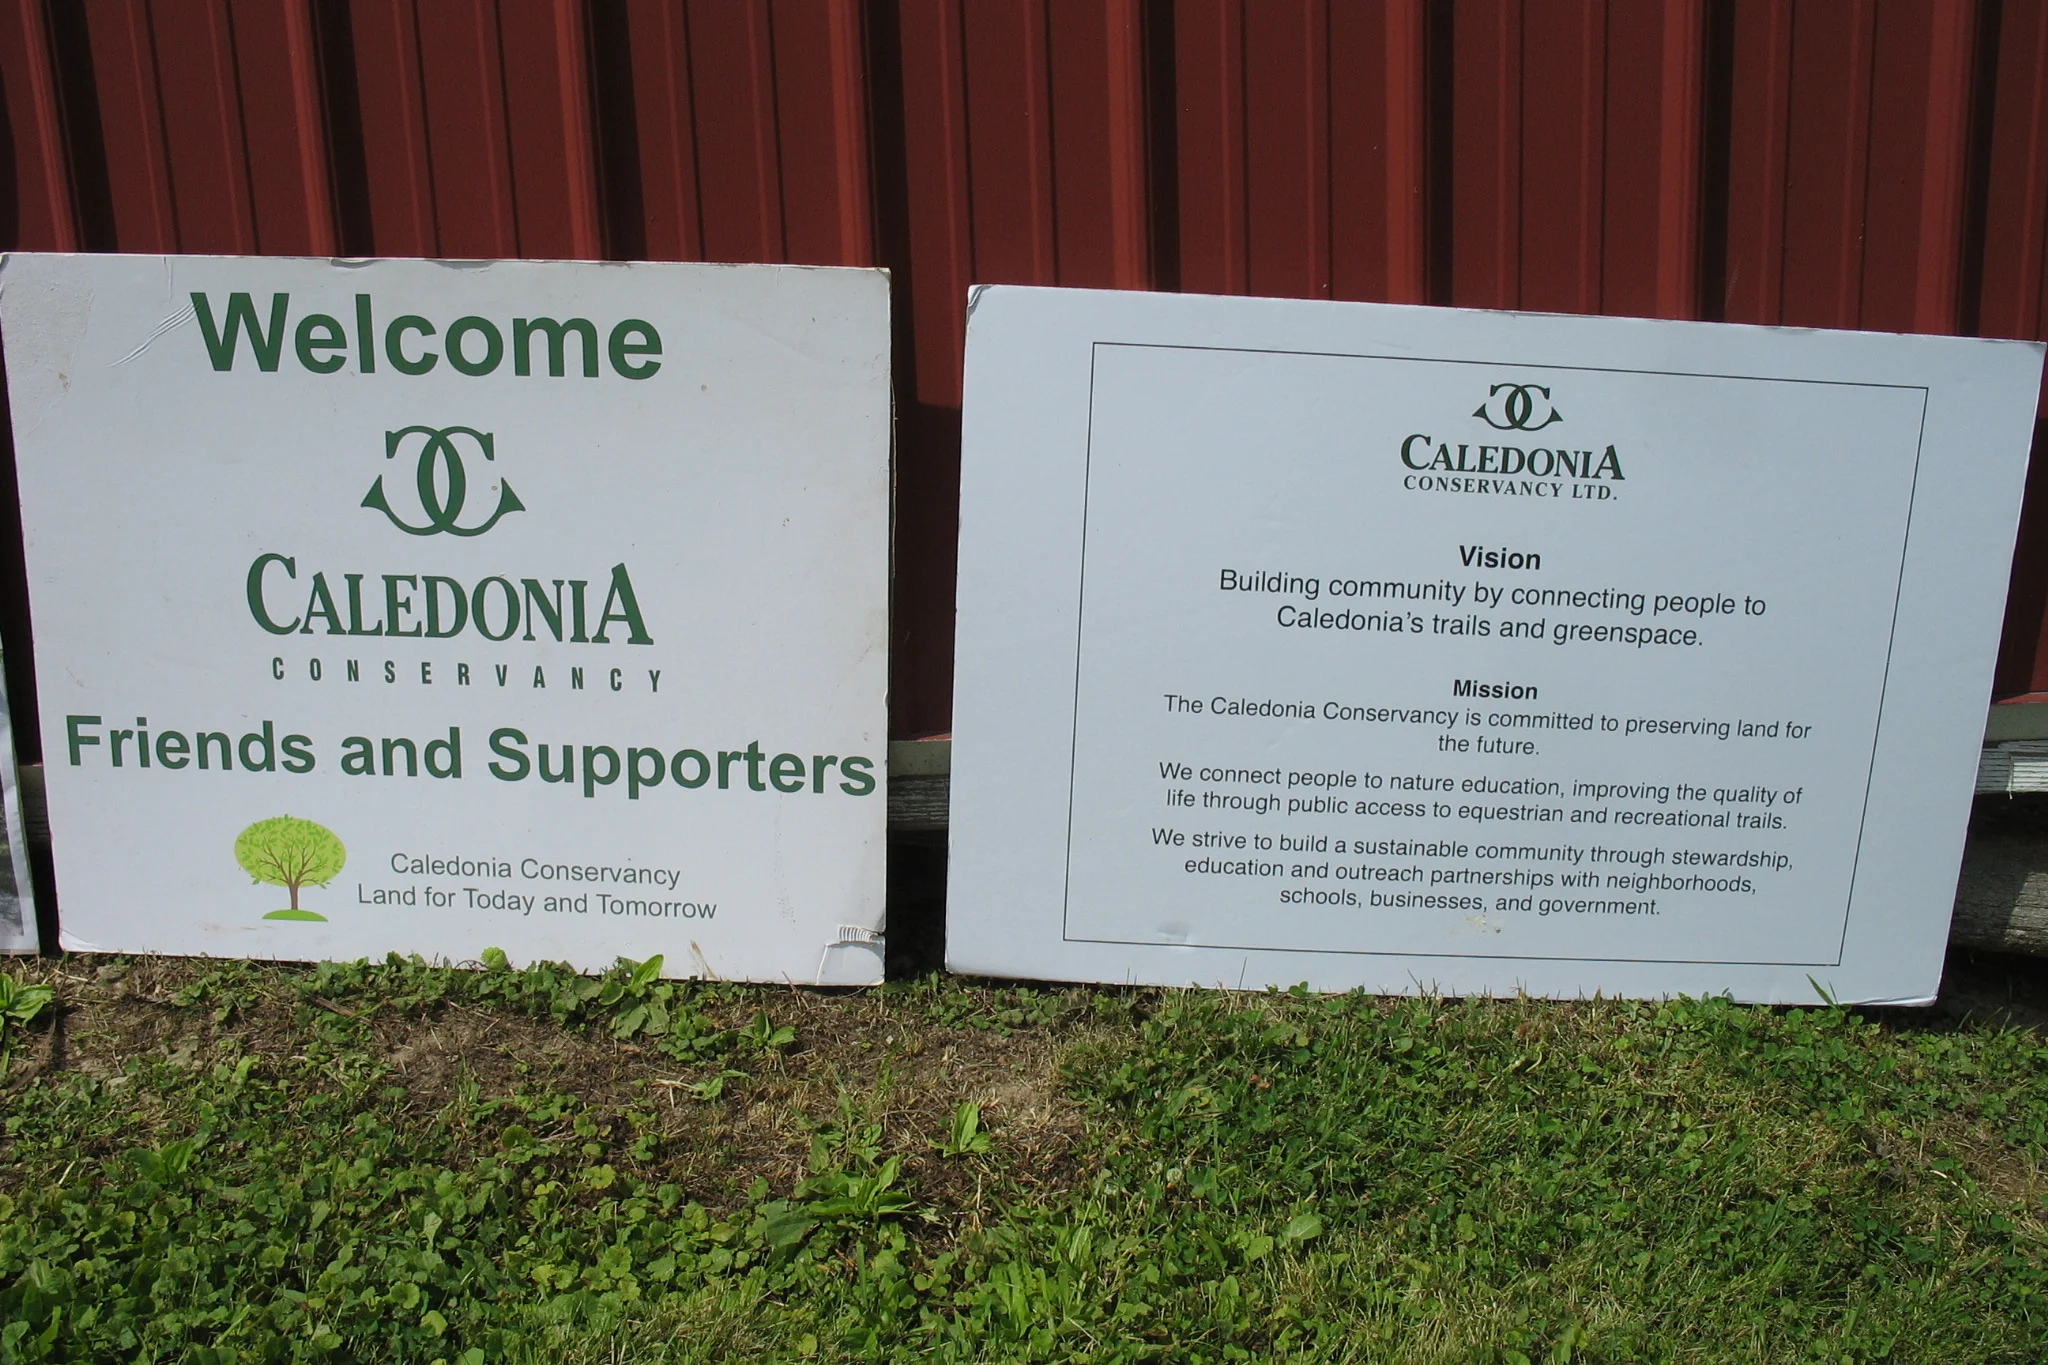 Welcome
CALEDONIA
CONSERVANCY
Friends and Supporters
Caledonia Conservancy
Land for Today and Tomorrow
CALEDONIA
CONSERVANCY LTD.
Vision
Building community by connecting people to
Caledonia's trails and greenspace.
Mission
The Caledonia Conservancy is committed to preserving land for
the future.
We connect people to nature education, improving the quality of
life through public access to equestrian and recreational trails.
We strive to build a sustainable community through stewardship,
education and outreach partnerships with neighborhoods,
schools, businesses, and government.